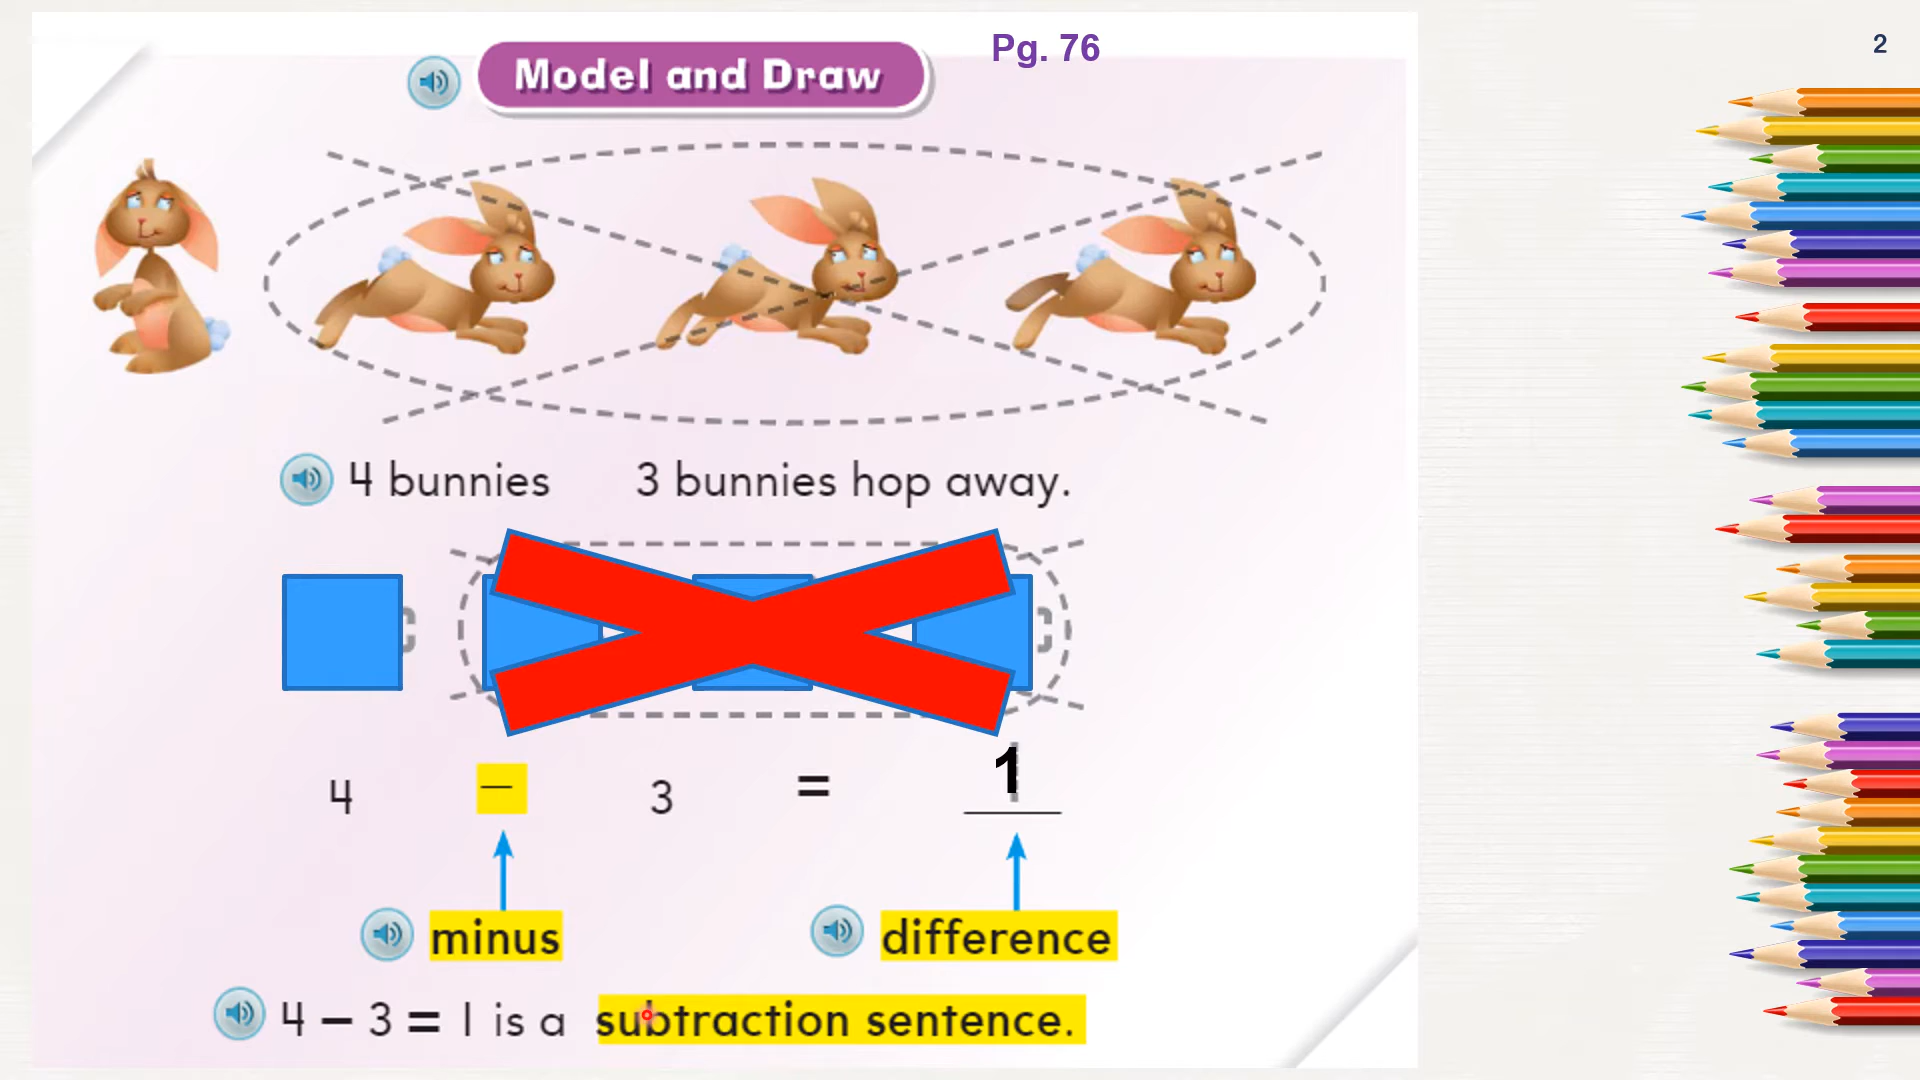 Pg. 76
2
Model and Draw
4 bunnies 3 bunnies hop away.
4 − 3 = 1
minus difference
4 − 3 = 1 is a subtraction sentence.